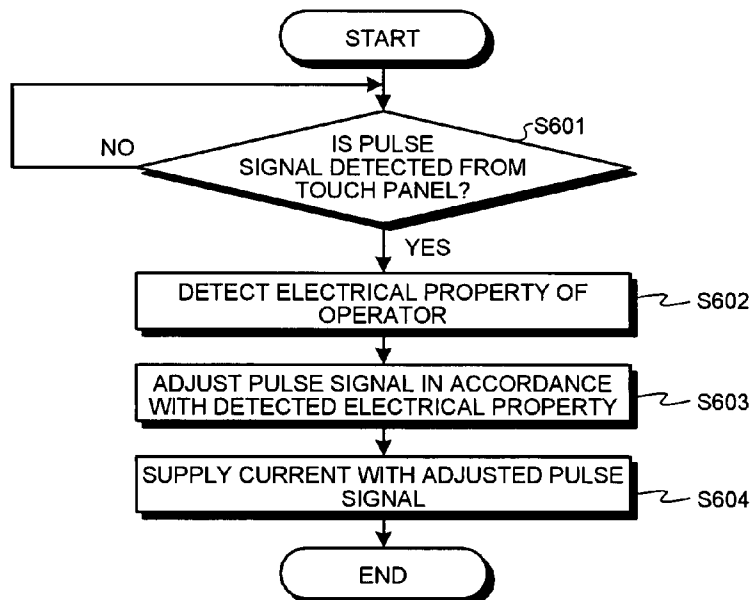 START
S601
IS PULSE
SIGNAL DETECTED FROM
TOUCH PANEL?
NO
YES
DETECT ELECTRICAL PROPERTY OF
OPERATOR
S602
ADJUST PULSE SIGNAL IN ACCORDANCE
WITH DETECTED ELECTRICAL PROPERTY
S603
SUPPLY CURRENT WITH ADJUSTED PULSE
SIGNAL
S604
END